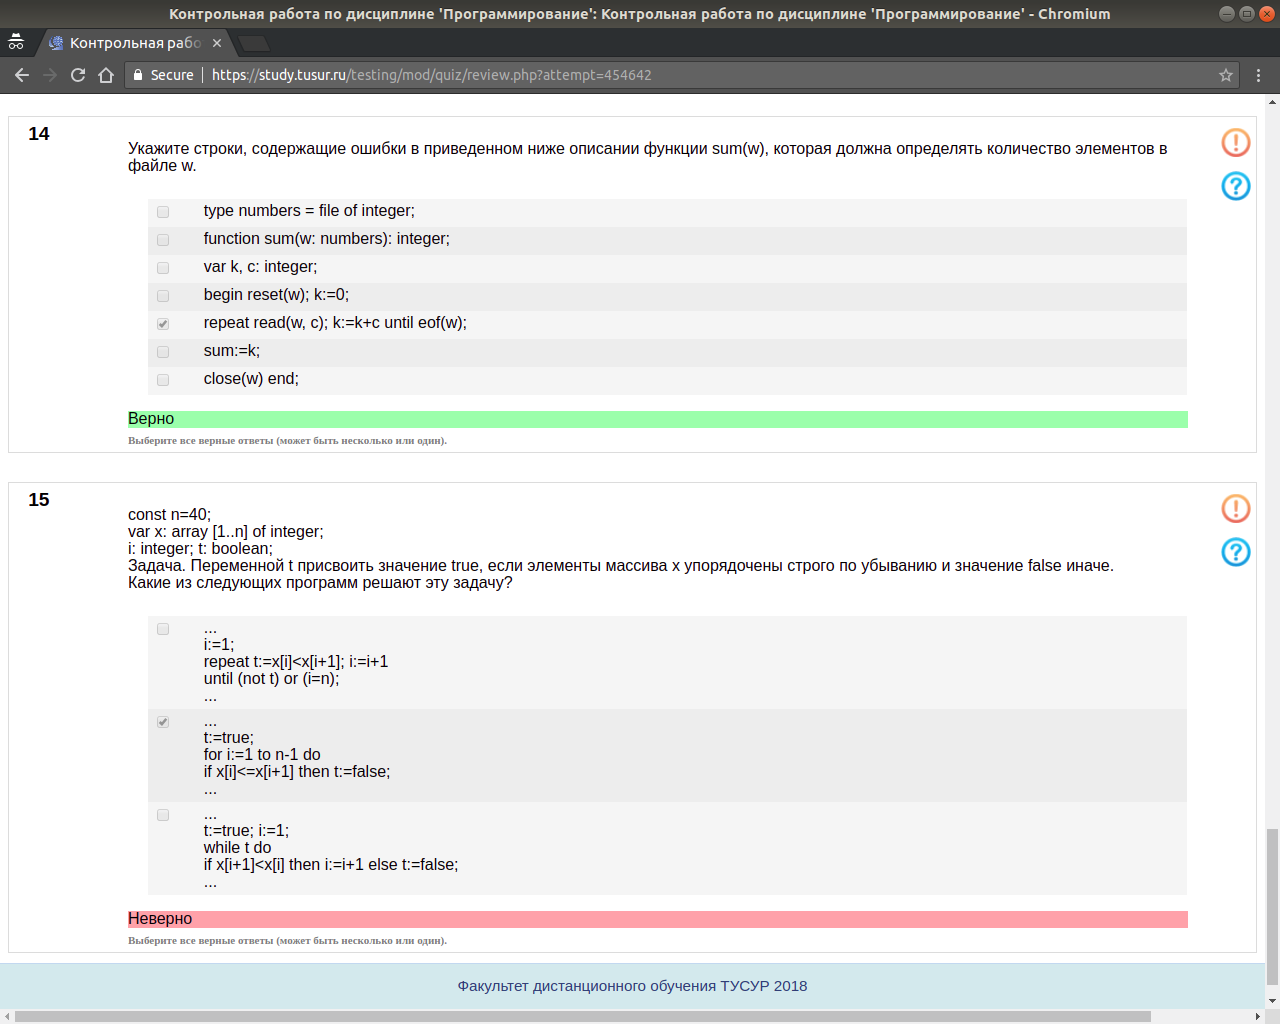 Контрольная работа по дисциплине 'Программирование': Контрольная работа по дисциплине 'Программирование' - Chromium
Контрольная рабо
Secure https://study.tusur.ru/testing/mod/quiz/review.php?attempt=454642
14
Укажите строки, содержащие ошибки в приведенном ниже описании функции sum(w), которая должна определять количество элементов в
файле w.
type numbers = file of integer;
function sum(w: numbers): integer;
var k, c: integer;
begin reset(w); k:=0;
repeat read(w, c); k:=k+c until eof(w);
sum:=k;
close(w) end;
Верно
Выберите все верные ответы (может быть несколько или один).
15
const n=40;
var x: array [1..n] of integer;
i: integer; t: boolean;
Задача. Переменной t присвоить значение true, если элементы массива x упорядочены строго по убыванию и значение false иначе.
Какие из следующих программ решают эту задачу?
...
i:=1;
repeat t:=x[i]<x[i+1]; i:=i+1
until (not t) or (i=n);
...
...
t:=true;
for i:=1 to n-1 do
if x[i]<=x[i+1] then t:=false;
...
...
t:=true; i:=1;
while t do
if x[i+1]<x[i] then i:=i+1 else t:=false;
...
Неверно
Выберите все верные ответы (может быть несколько или один).
Факультет дистанционного обучения ТУСУР 2018